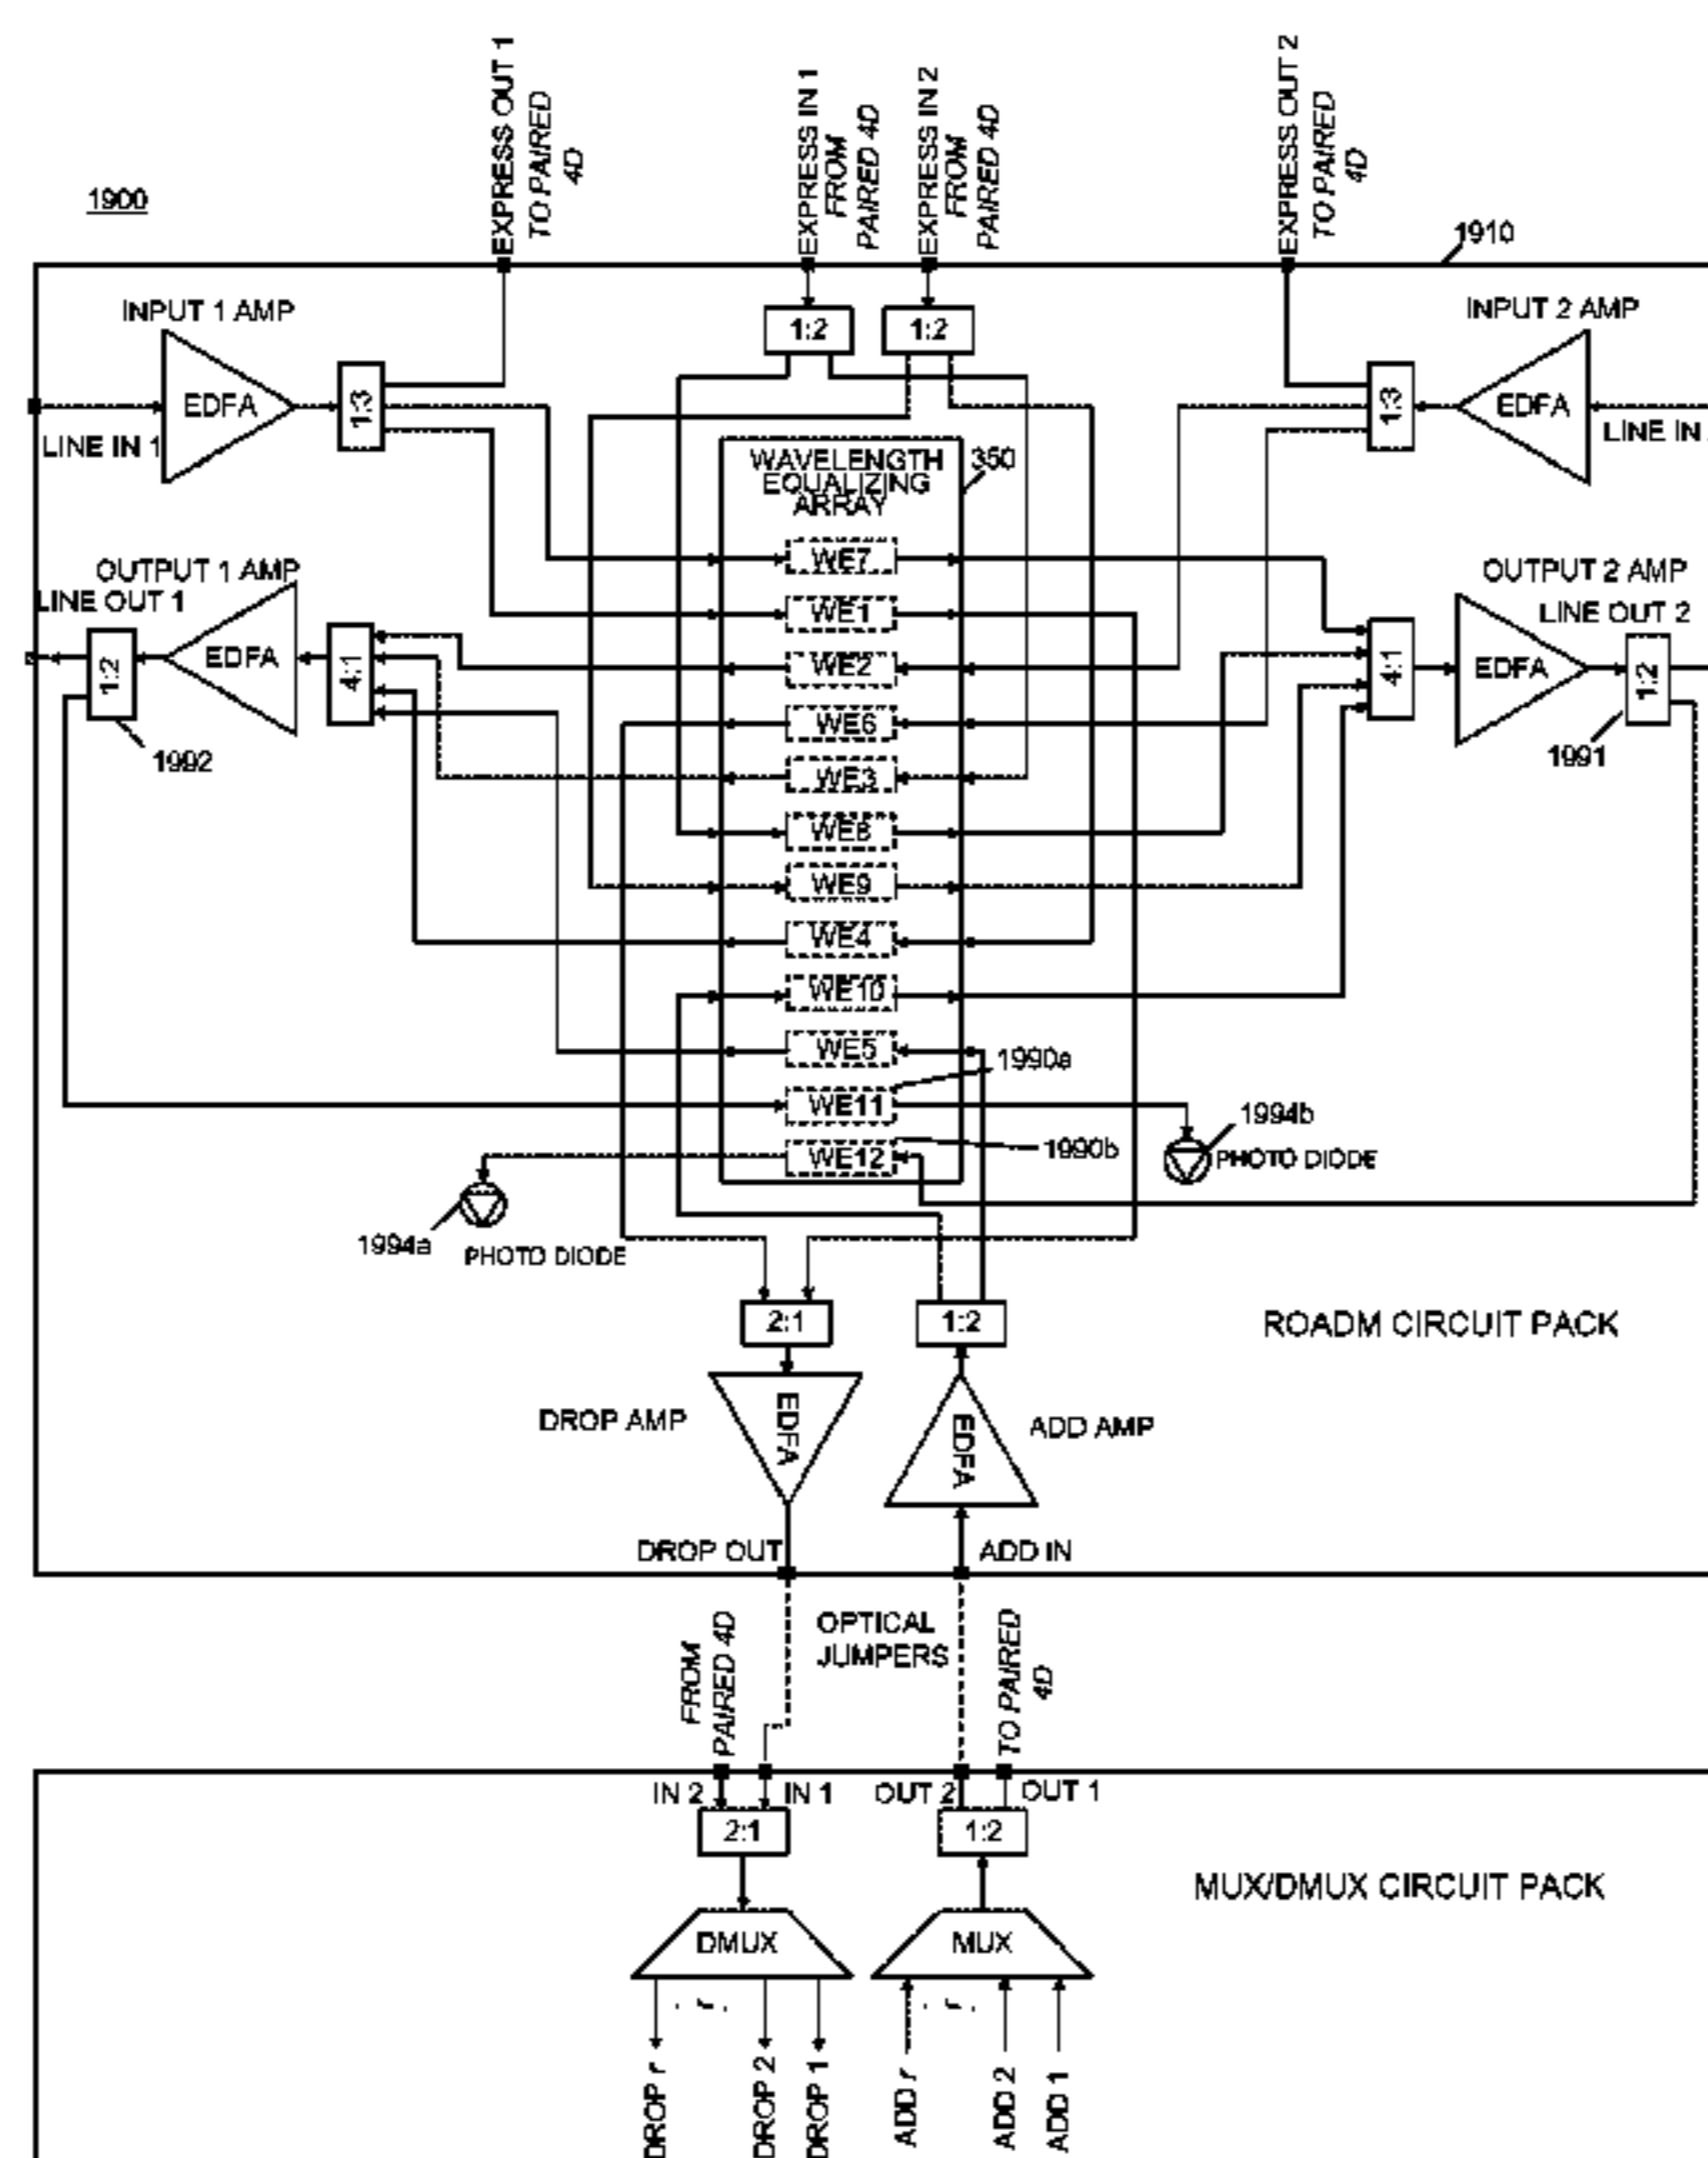 EXPRESS OUT 1
TO PAIRED
4D
EXPRESS IN 1
FROM
PAIRED 4D
EXPRESS IN 2
FROM
PAIRED 4D
EXPRESS OUT 2
TO PAIRED
4D
1900
1910
INPUT 1 AMP
1:2
1:2
INPUT 2 AMP
EDFA
1:3
1:3
EDFA
LINE IN 1
LINE IN
WAVELENGTH
EQUALIZING
ARRAY
350
WE7
OUTPUT 1 AMP
LINE OUT 1
OUTPUT 2 AMP
LINE OUT 2
WE1
1:2
EDFA
4:1
WE2
4:1
EDFA
1:2
WE6
1992
1991
WE3
WE8
WE9
WE4
WE10
WE5
1990a
WE11
1994b
WE12
1990b
PHOTO DIODE
1994a
PHOTO DIODE
2:1
1:2
ROADM CIRCUIT PACK
DROP AMP
EDFA
EDFA
ADD AMP
DROP OUT
ADD IN
FROM
PAIRED 4D
OPTICAL
JUMPERS
TO PAIRED
4D
IN 2
IN 1
OUT 2
OUT 1
2:1
1:2
MUX/DMUX CIRCUIT PACK
DMUX
MUX
DROP r
DROP 2
DROP 1
ADD r
ADD 2
ADD 1